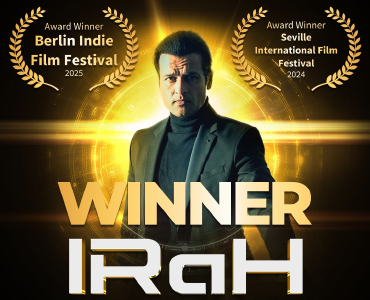 Award Winner
Berlin Indie
Film Festival
2025
Award Winner
Seville
International Film
Festival
2024
WINNER
IRaH